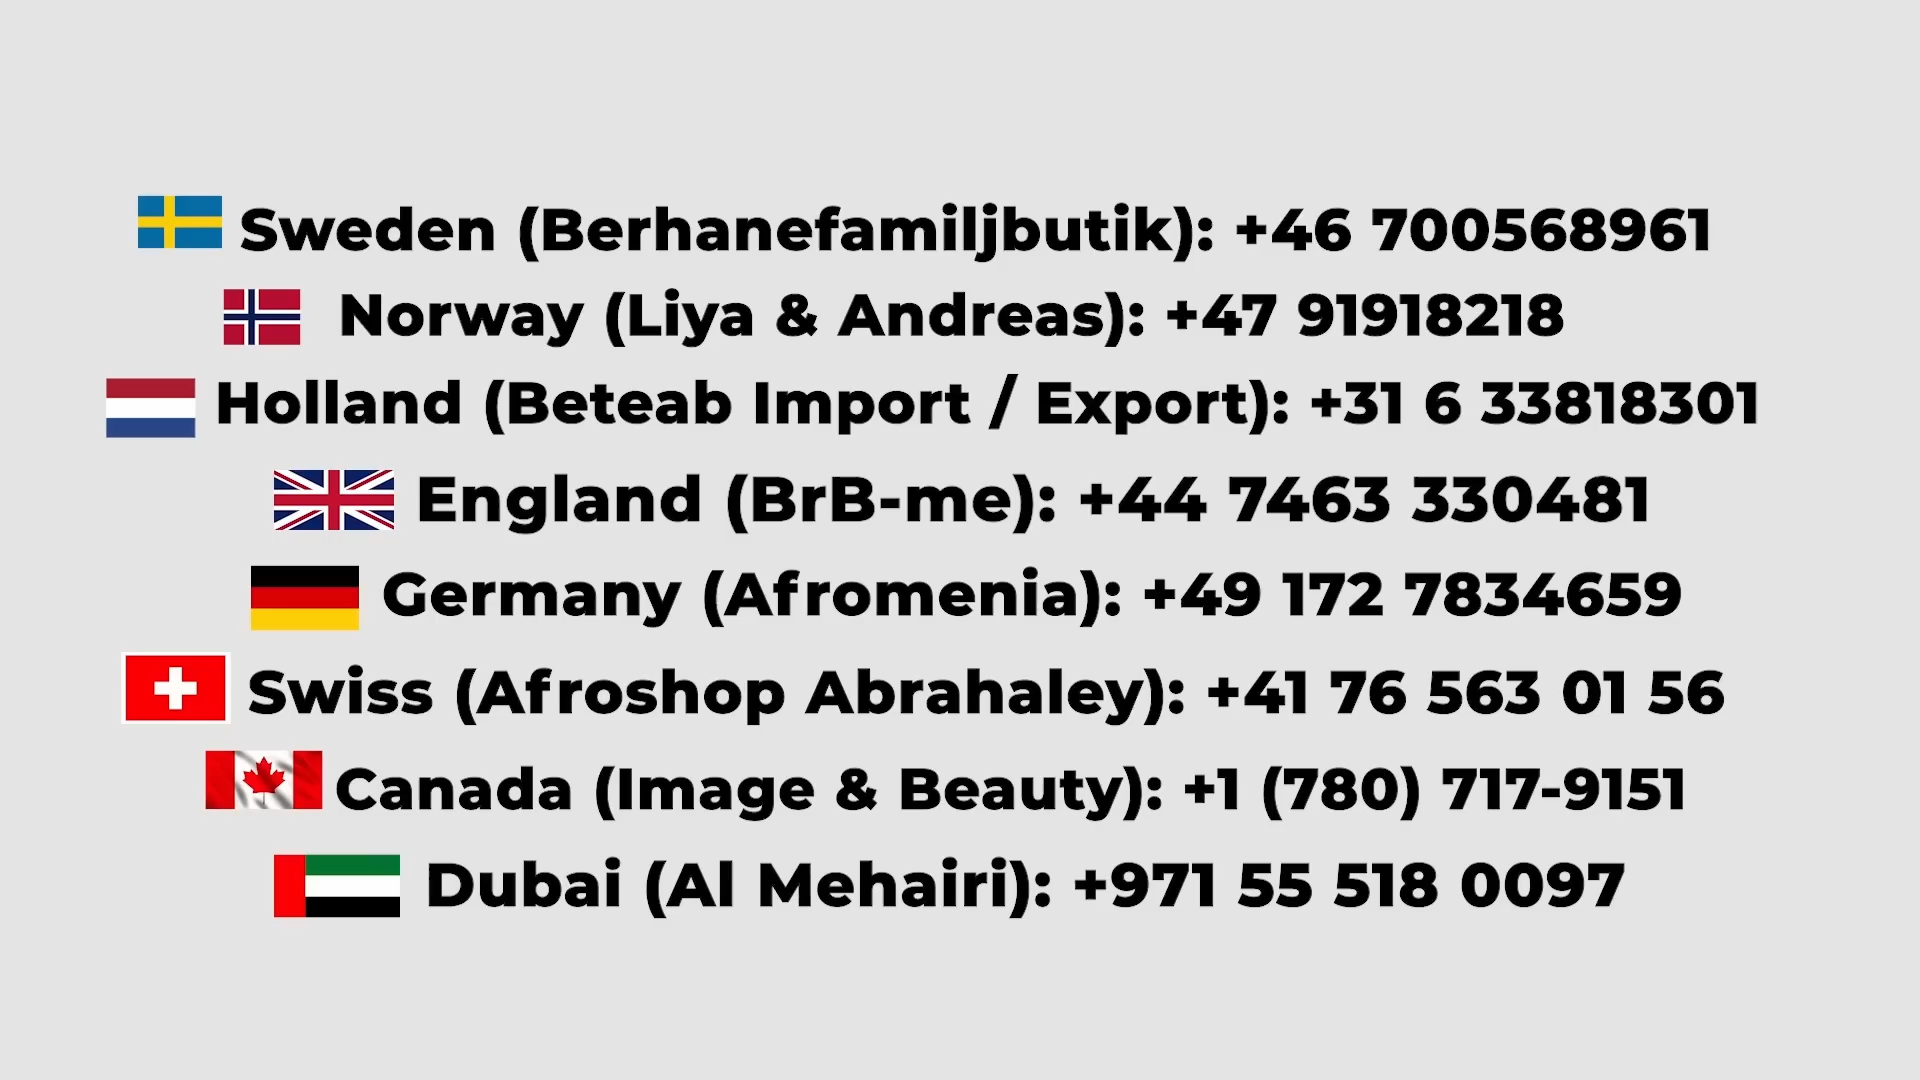 Sweden (Berhanefamiljbutik): +46 700568961
Norway (Liya & Andreas): +47 91918218
Holland (Beteab Import / Export): +31 6 33818301
England (BrB-me): +44 7463 330481
Germany (Afromenia): +49 172 7834659
Swiss (Afroshop Abrahaley): +41 76 563 01 56
Canada (Image & Beauty): +1 (780) 717-9151
Dubai (Al Mehairi): +971 55 518 0097